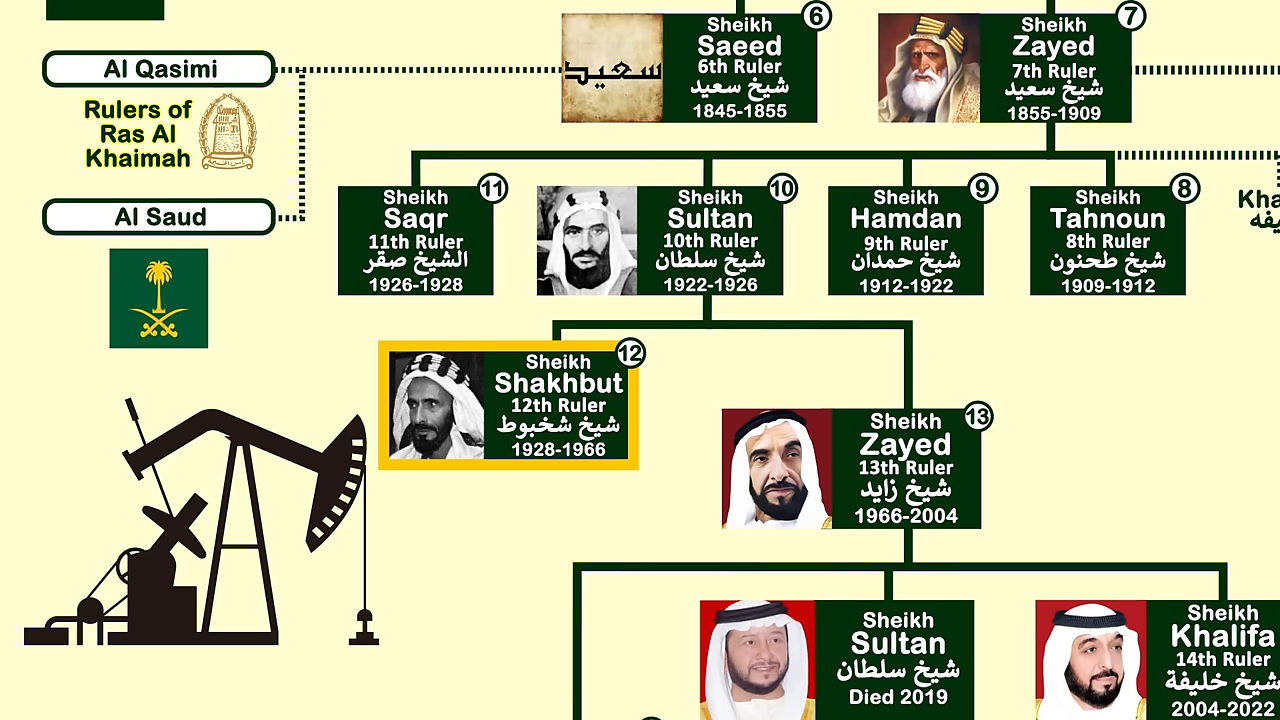 Al Qasimi
Rulers of
Ras Al
Khaimah
Al Saud
سعيد
6
Sheikh
Saeed
6th Ruler
شيخ سعيد
1845-1855
7
Sheikh
Zayed
7th Ruler
شيخ سعيد
1855-1909
11
Sheikh
Saqr
11th Ruler
الشيخ صقر
1926-1928
10
Sheikh
Sultan
10th Ruler
شيخ سلطان
1922-1926
9
Sheikh
Hamdan
9th Ruler
شيخ حمدان
1912-1922
8
Sheikh
Tahnoun
8th Ruler
شيخ طحنون
1909-1912
Kha
يفه
12
Sheikh
Shakhbut
12th Ruler
شيخ شخبوط
1928-1966
13
Sheikh
Zayed
13th Ruler
شيخ زايد
1966-2004
Sheikh
Sultan
شيخ سلطان
Died 2019
Sheikh
Khalifa
14th Ruler
شيخ خليفة
2004-2022